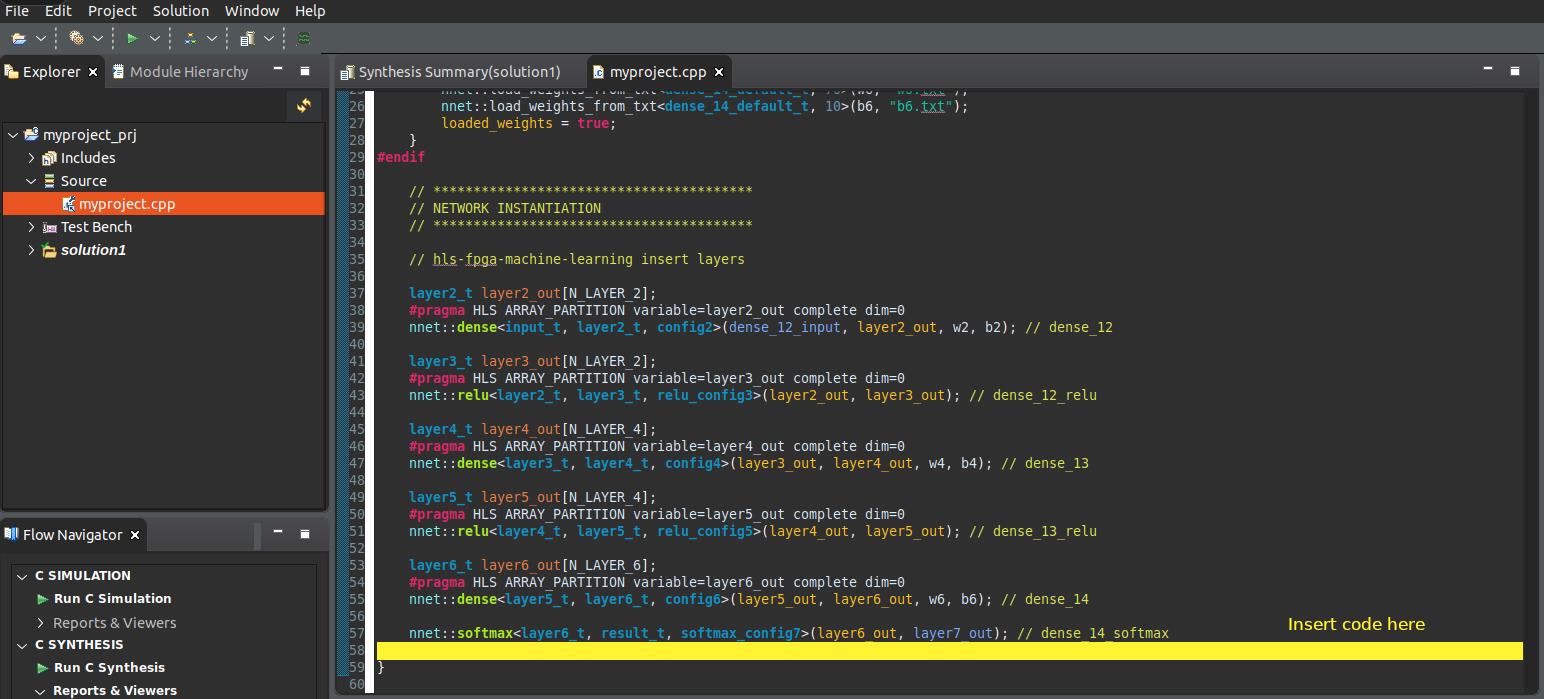 File Edit Project Solution Window Help
Explorer Module Hierarchy
myproject_prj
Includes
Source
myproject.cpp
Test Bench
solution1
Flow Navigator
C SIMULATION
Run C Simulation
Reports & Viewers
C SYNTHESIS
Run C Synthesis
Reports & Viewers
Synthesis Summary(solution1) myproject.cpp
26 nnet::load_weights_from_txt<dense_14_default_t, 10>(b6, "b6.txt");
27 loaded_weights = true;
28 }
29 #endif
30
31 // ****************************************
32 // NETWORK INSTANTIATION
33 // ****************************************
34
35 // hls-fpga-machine-learning insert layers
36
37 layer2_t layer2_out[N_LAYER_2];
38 #pragma HLS ARRAY_PARTITION variable=layer2_out complete dim=0
39 nnet::dense<input_t, layer2_t, config2>(dense_12_input, layer2_out, w2, b2); // dense_12
40
41 layer3_t layer3_out[N_LAYER_2];
42 #pragma HLS ARRAY_PARTITION variable=layer3_out complete dim=0
43 nnet::relu<layer2_t, layer3_t, relu_config3>(layer2_out, layer3_out); // dense_12_relu
44
45 layer4_t layer4_out[N_LAYER_4];
46 #pragma HLS ARRAY_PARTITION variable=layer4_out complete dim=0
47 nnet::dense<layer3_t, layer4_t, config4>(layer3_out, layer4_out, w4, b4); // dense_13
48
49 layer5_t layer5_out[N_LAYER_4];
50 #pragma HLS ARRAY_PARTITION variable=layer5_out complete dim=0
51 nnet::relu<layer4_t, layer5_t, relu_config5>(layer4_out, layer5_out); // dense_13_relu
52
53 layer6_t layer6_out[N_LAYER_6];
54 #pragma HLS ARRAY_PARTITION variable=layer6_out complete dim=0
55 nnet::dense<layer5_t, layer6_t, config6>(layer5_out, layer6_out, w6, b6); // dense_14
56
57 nnet::softmax<layer6_t, result_t, softmax_config7>(layer6_out, layer7_out); // dense_14_softmax
Insert code here
58
59 }
60